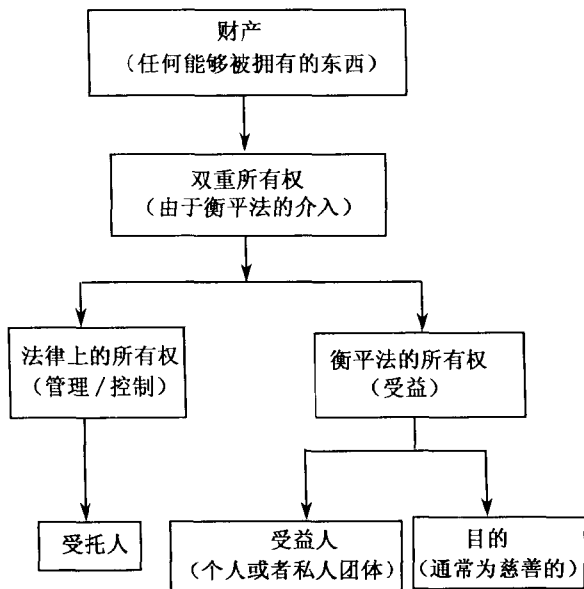 财产
（任何能够被拥有的东西）
双重所有权
（由于衡平法的介入）
法律上的所有权
（管理/控制）
衡平法的所有权
（受益）
受托人
受益人
（个人或者私人团体）
目的
（通常为慈善的）